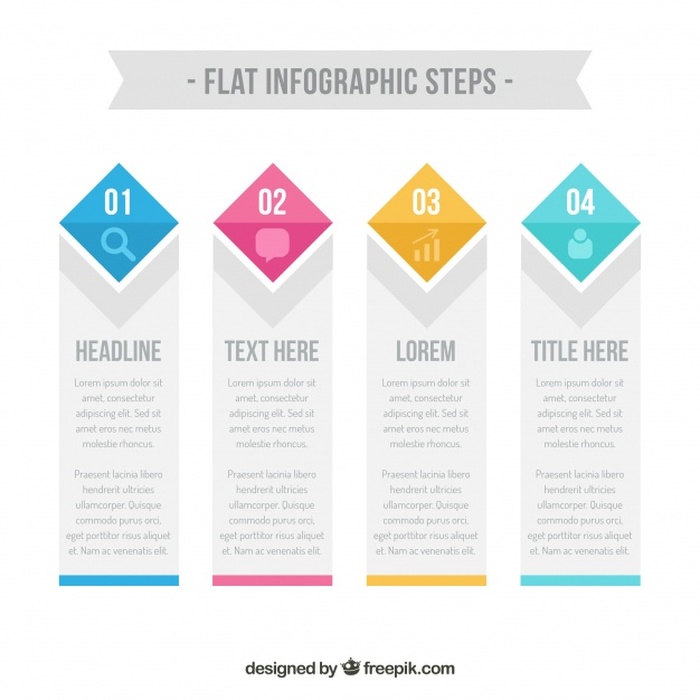 - FLAT INFOGRAPHIC STEPS -
01
HEADLINE
Lorem ipsum dolor sit
amet, consectetur
adipiscing elit. Sed sit
amet eros nec metus
molestie rhoncus.
Praesent lacinia libero
hendrerit ultricies
ullamcorper. Quisque
commodo purus orci,
eget porttitor risus aliquat
et. Nam ac venenatis elit.
02
TEXT HERE
Lorem ipsum dolor sit
amet, consectetur
adipiscing elit. Sed sit
amet eros nec metus
molestie rhoncus.
Praesent lacinia libero
hendrerit ultricies
ullamcorper. Quisque
commodo purus orci,
eget porttitor risus aliquat
et. Nam ac venenatis elit.
03
LOREM
Lorem ipsum dolor sit
amet, consectetur
adipiscing elit. Sed sit
amet eros nec metus
molestie rhoncus.
Praesent lacinia libero
hendrerit ultricies
ullamcorper. Quisque
commodo purus orci,
eget porttitor risus aliquat
et. Nam ac venenatis elit.
04
TITLE HERE
Lorem ipsum dolor sit
amet, consectetur
adipiscing elit. Sed sit
amet eros nec metus
molestie rhoncus.
Praesent lacinia libero
hendrerit ultricies
ullamcorper. Quisque
commodo purus orci,
eget porttitor risus aliquat
et. Nam ac venenatis elit.
designed by freepik.com